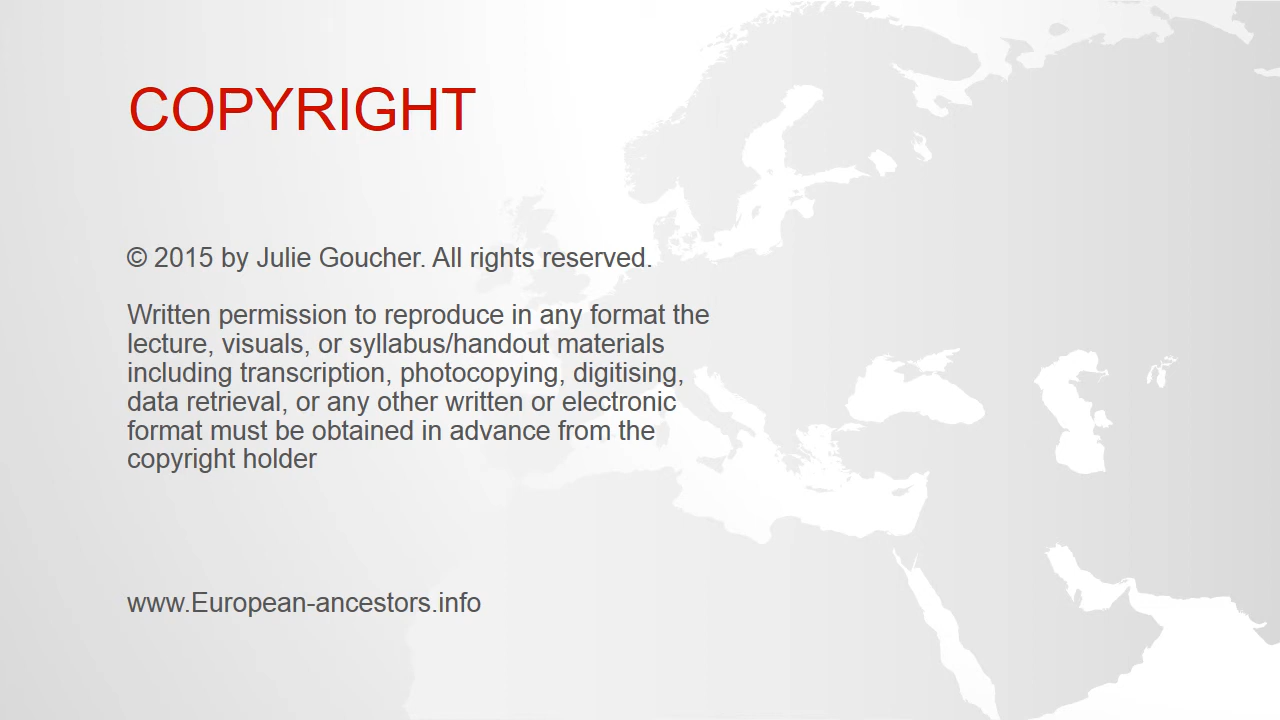 COPYRIGHT
© 2015 by Julie Goucher. All rights reserved.
Written permission to reproduce in any format the
lecture, visuals, or syllabus/handout materials
including transcription, photocopying, digitising,
data retrieval, or any other written or electronic
format must be obtained in advance from the
copyright holder
www.European-ancestors.info